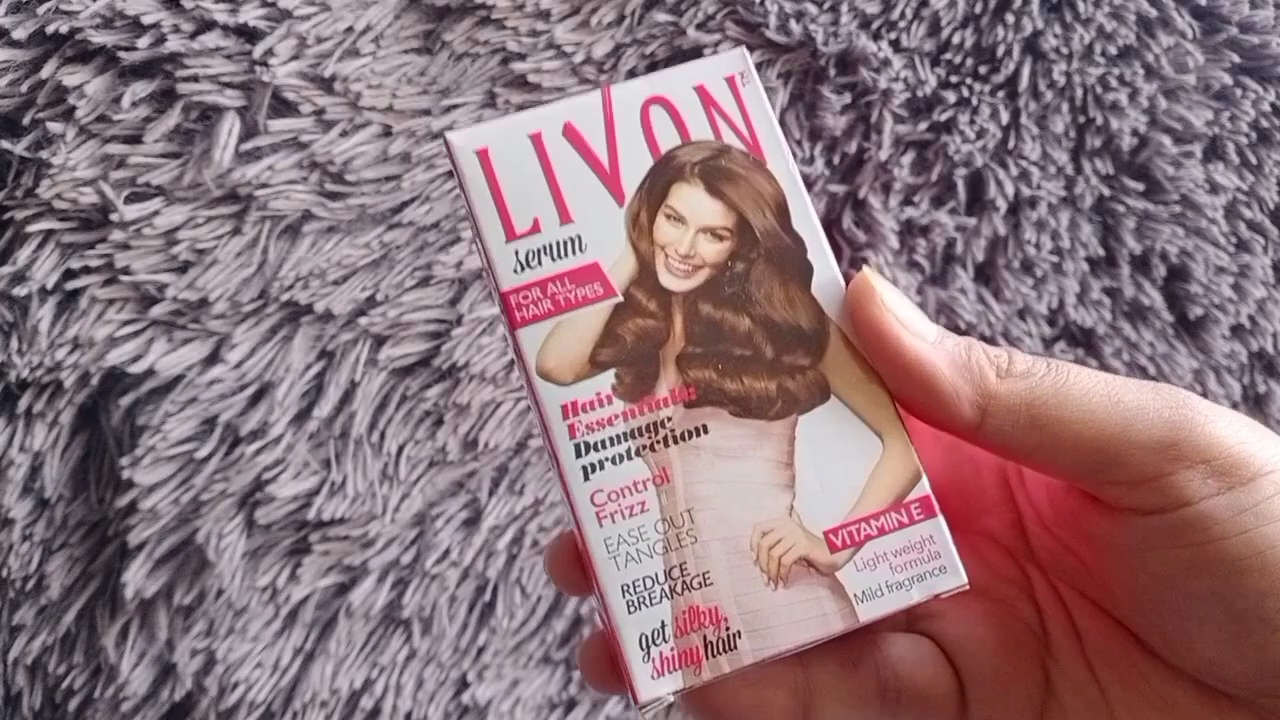 LIVON
serum
FOR ALL
HAIR TYPES
Hair
Essentials:
Damage
protection
Control
Frizz
EASE OUT
TANGLES
REDUCE
BREAKAGE
get silky,
shiny hair
VITAMIN E
Light weight
formula
Mild fragrance